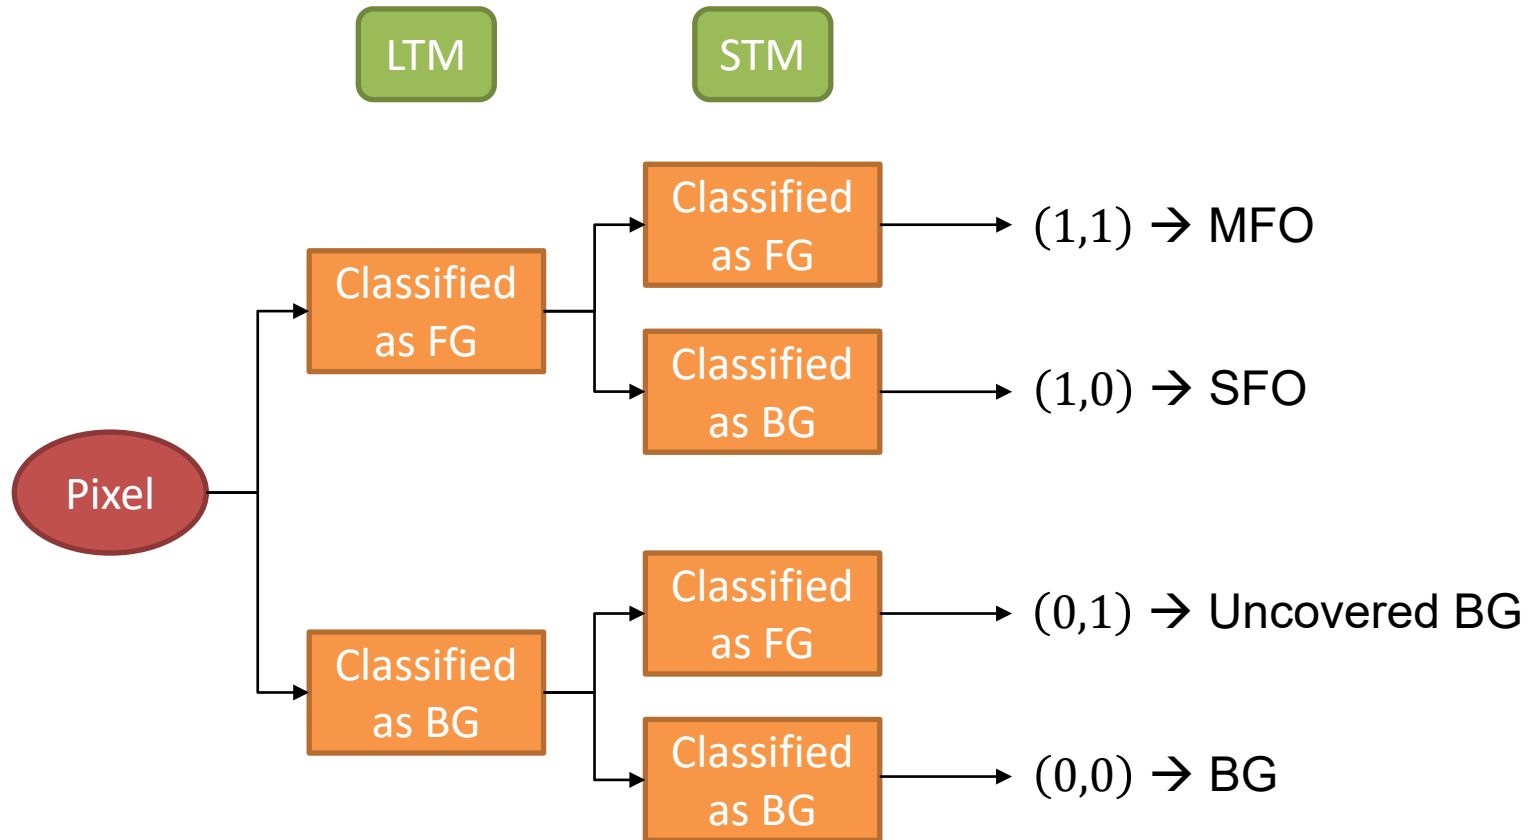 LTM
STM
Classified
as FG
(1,1) → MFO
Classified
as FG
Classified
as BG
(1,0) → SFO
Pixel
Classified
as FG
(0,1) → Uncovered BG
Classified
as BG
Classified
as BG
(0,0) → BG